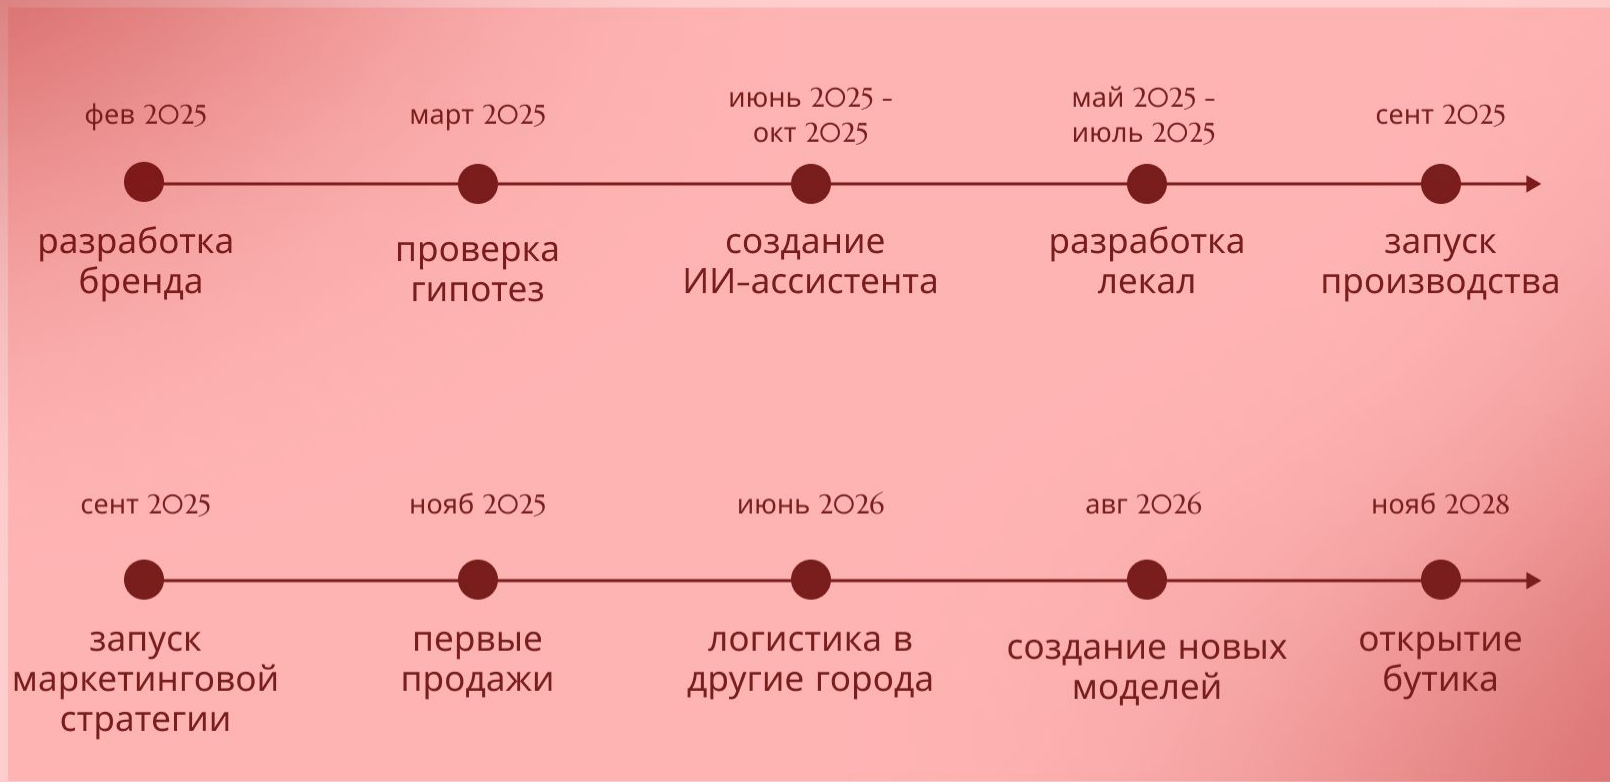 фев 2025
разработка
бренда
март 2025
проверка
гипотез
июнь 2025 -
окт 2025
создание
ИИ-ассистента
май 2025 -
июль 2025
разработка
лекал
сент 2025
запуск
производства
сент 2025
запуск
маркетинговой
стратегии
нояб 2025
первые
продажи
июнь 2026
логистика в
другие города
авг 2026
создание новых
моделей
нояб 2028
открытие
бутика